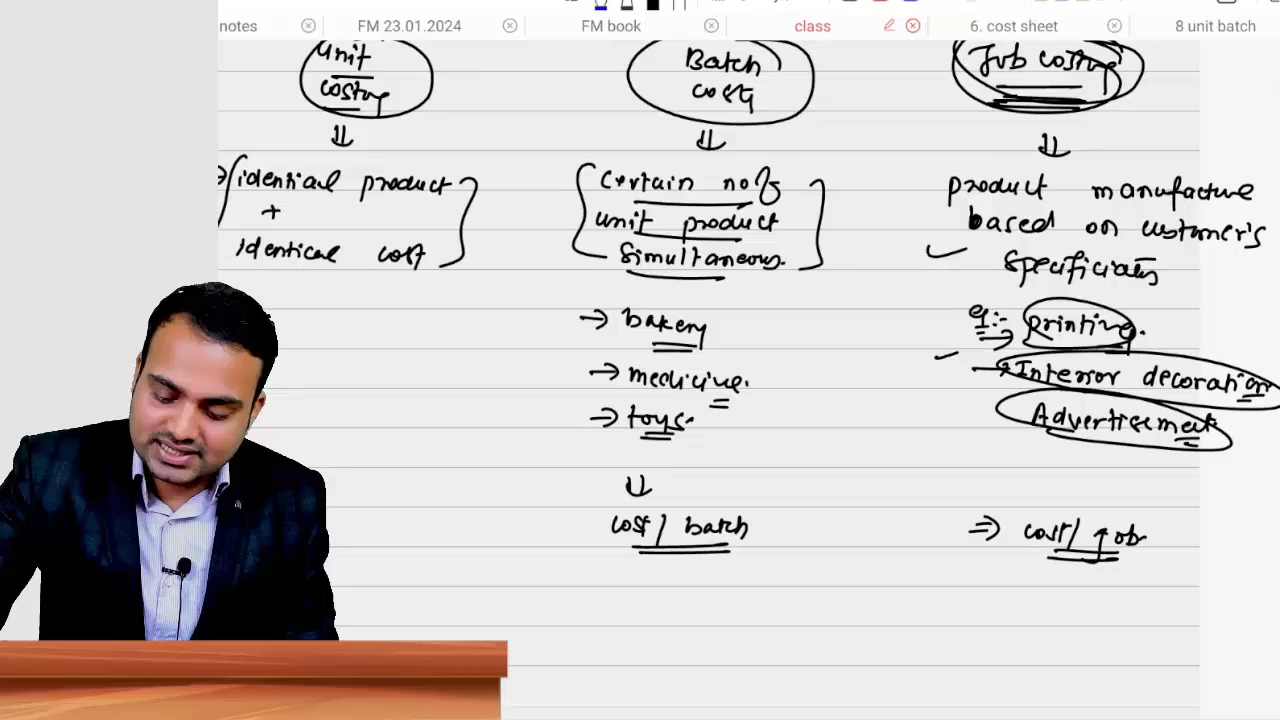 notes
FM 23.01.2024
FM book
class
6. cost sheet
8 unit batch
unit
costing
identical product
+
identical cost
Batch
costg
certain no of
unit product
simultaneous.
→ bakery
→ medicine.
→ toys.
cost / batch
Job costing
product manufacture
based on customer's
eg:- printing.
→ Interior decoration
Advertisement
⇒ cost / job